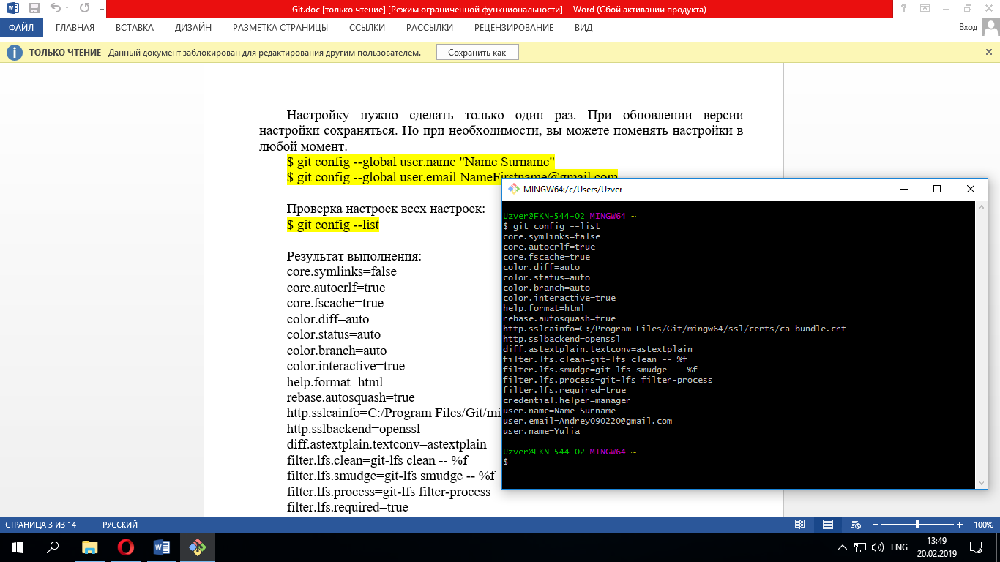 Git.doc [только чтение] [Режим ограниченной функциональности] - Word (Сбой активации продукта)
ФАЙЛ ГЛАВНАЯ ВСТАВКА ДИЗАЙН РАЗМЕТКА СТРАНИЦЫ ССЫЛКИ РАССЫЛКИ РЕЦЕНЗИРОВАНИЕ ВИД Вход
ТОЛЬКО ЧТЕНИЕ Данный документ заблокирован для редактирования другим пользователем. Сохранить как
Настройку нужно сделать только один раз. При обновлении версии
настройки сохраняться. Но при необходимости, вы можете поменять настройки в
любой момент.
$ git config --global user.name "Name Surname"
$ git config --global user.email NameFirstname@gmail.com
Проверка настроек всех настроек:
$ git config --list
Результат выполнения:
core.symlinks=false
core.autocrlf=true
core.fscache=true
color.diff=auto
color.status=auto
color.branch=auto
color.interactive=true
help.format=html
rebase.autosquash=true
http.sslcainfo=C:/Program Files/Git/mi
http.sslbackend=openssl
diff.astextplain.textconv=astextplain
filter.lfs.clean=git-lfs clean -- %f
filter.lfs.smudge=git-lfs smudge -- %f
filter.lfs.process=git-lfs filter-process
filter.lfs.required=true
MINGW64:/c/Users/Uzver
Uzver@FKN-544-02 MINGW64 ~
$ git config --list
core.symlinks=false
core.autocrlf=true
core.fscache=true
color.diff=auto
color.status=auto
color.branch=auto
color.interactive=true
help.format=html
rebase.autosquash=true
http.sslcainfo=C:/Program Files/Git/mingw64/ssl/certs/ca-bundle.crt
http.sslbackend=openssl
diff.astextplain.textconv=astextplain
filter.lfs.clean=git-lfs clean -- %f
filter.lfs.smudge=git-lfs smudge -- %f
filter.lfs.process=git-lfs filter-process
filter.lfs.required=true
credential.helper=manager
user.name=Name Surname
user.email=Andrey090220@gmail.com
user.name=Yulia
Uzver@FKN-544-02 MINGW64 ~
$
СТРАНИЦА 3 ИЗ 14 РУССКИЙ 100%
ENG
13:49
20.02.2019